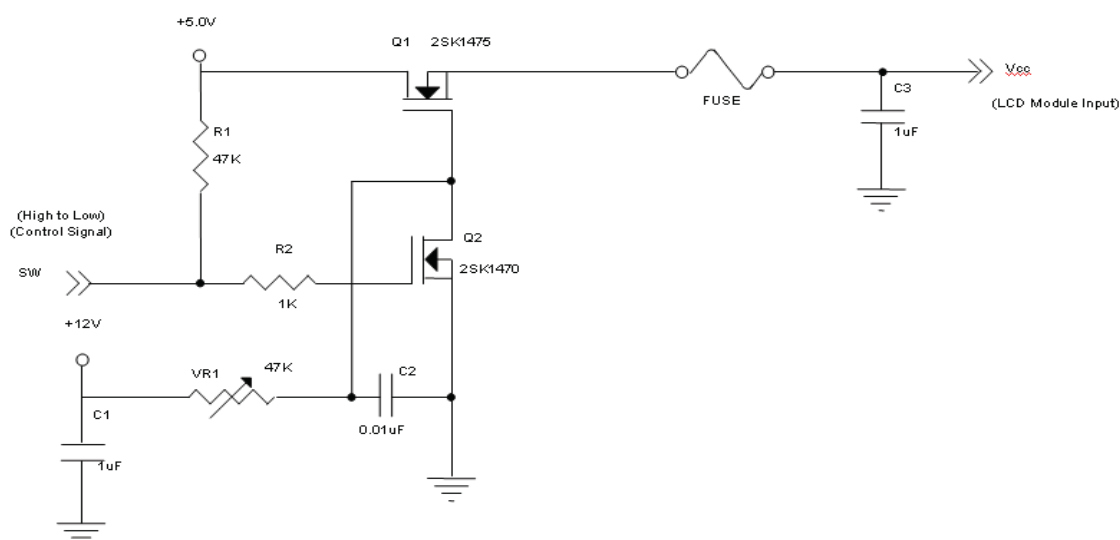 +5.0V
Q1 2SK1475
Vcc
FUSE
C3
(LCD Module Input)
R1
47K
1uF
(High to Low)
(Control Signal)
Q2
R2
SW
2SK1470
1K
+12V
VR1
47K
C2
C1
0.01uF
1uF